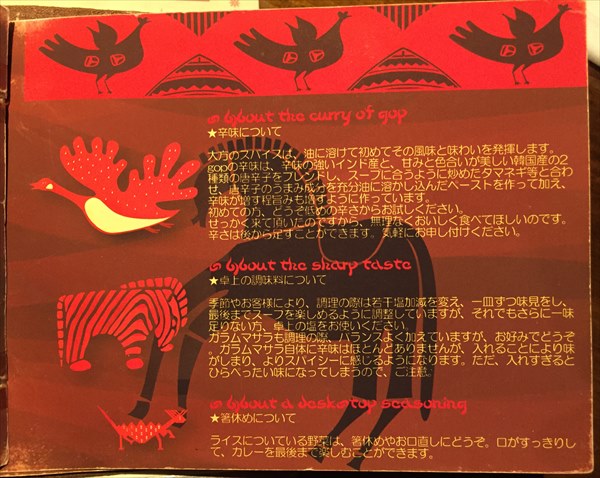 About the curry of gop
★辛味について
大方のスパイスは、油に溶けて初めてその風味と味わいを発揮します。
gopの辛味は、辛味の強いインド産と、甘みと色合いが美しい韓国産の2
種類の唐辛子をブレンドし、スープに合うように炒めたタマネギ等と合わ
せ、唐辛子のうまみ成分を充分油に溶かし込んだペーストを作って加え、
辛味が増す程旨みも増すように作っています。
初めての方、どうぞ低めの辛さからお試しください。
せっかく来て頂いたのですから、無理なくおいしく食べてほしいのです。
辛さは後から足すことができます。気軽にお申し付けください。
About the sharp taste
★卓上の調味料について
季節やお客様により、調理の際は若干塩加減を変え、一皿ずつ味見をし、
最後までスープを楽しめるように調整していますが、それでもさらに一味
足りない方、卓上の塩をお使いください。
ガラムマサラも調理の際、バランスよく加えていますが、お好みでどうぞ
。ガラムマサラ自体に辛味はほとんどありませんが、入れることにより味
がしまり、よりスパイシーに感じるようになります。ただ、入れすぎると
ひらべったい味になってしまうので、ご注意。
About a desk-top seasoning
★箸休めについて
ライスについている野菜は、箸休めやお口直しにどうぞ。口がすっきりし
て、カレーを最後まで楽しむことができます。